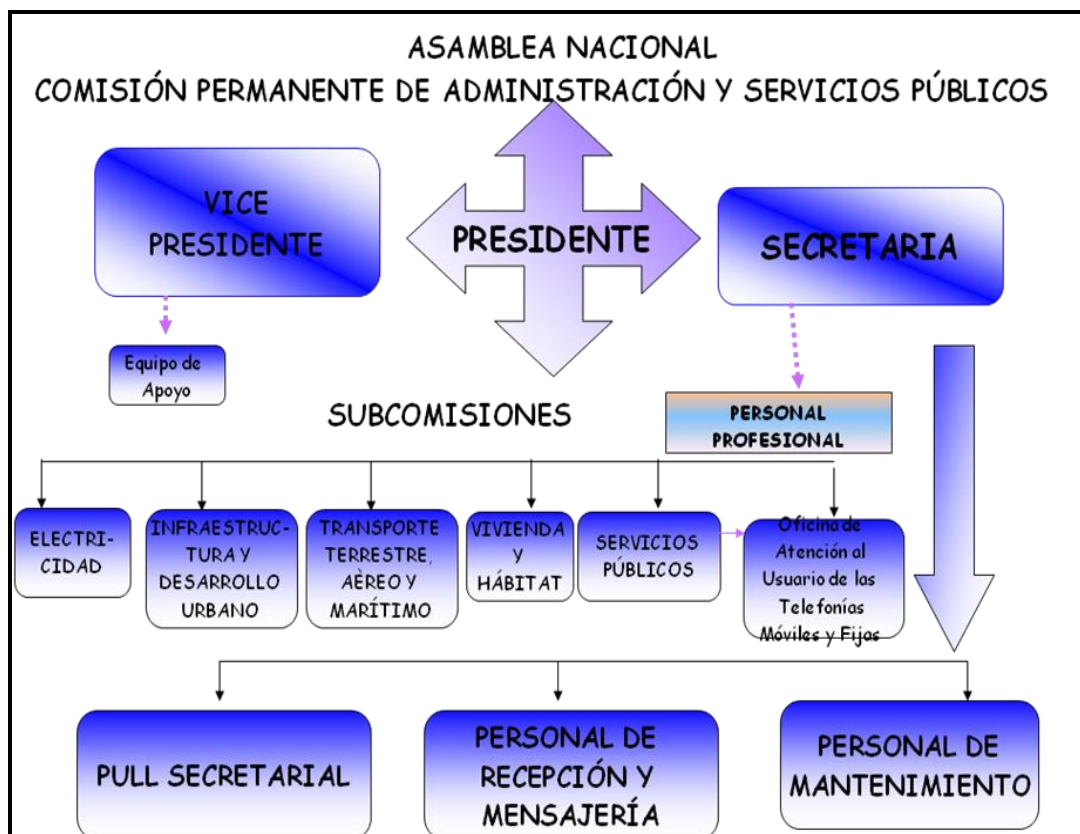 ASAMBLEA NACIONAL
COMISIÓN PERMANENTE DE ADMINISTRACIÓN Y SERVICIOS PÚBLICOS
VICE
PRESIDENTE
PRESIDENTE
SECRETARIA
Equipo de
Apoyo
SUBCOMISIONES
PERSONAL
PROFESIONAL
ELECTRI-
CIDAD
INFRAESTRUC-
TURA Y
DESARROLLO
URBANO
TRANSPORTE
TERRESTRE,
AÈREO Y
MARÍTIMO
VIVIENDA
Y
HÁBITAT
SERVICIOS
PÚBLICOS
Oficina de
Atención al
Usuario de las
Telefonías
Móviles y Fijas
PULL SECRETARIAL
PERSONAL DE
RECEPCIÓN Y
MENSAJERÍA
PERSONAL DE
MANTENIMIENTO